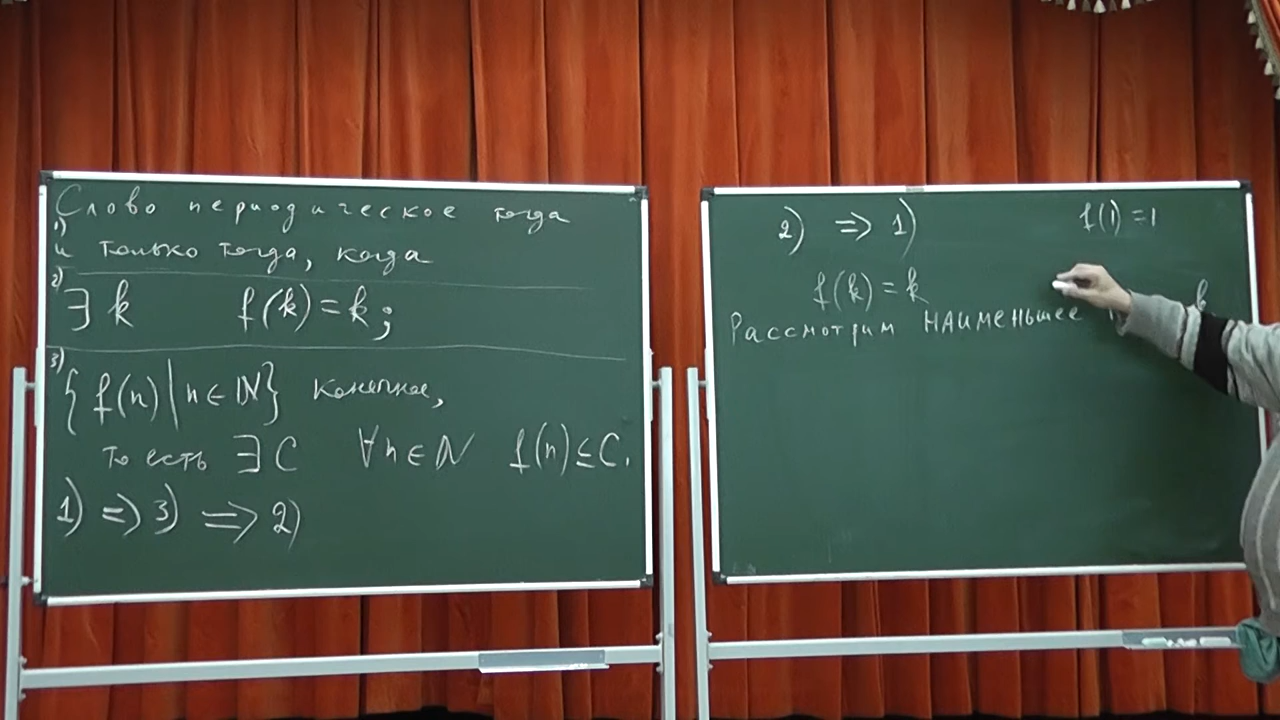 Слово периодическое тогда
1)
и только тогда, когда
2)
∃ k f(k) = k;
3)
{f(n) | n ∈ ℕ} конечное,
то есть ∃ C ∀n ∈ ℕ f(n) ≤ C.
1) ⇒ 3) ⇒ 2)
2) ⇒ 1) f(1) = 1
f(k) = k
Рассмотрим наименьшее k